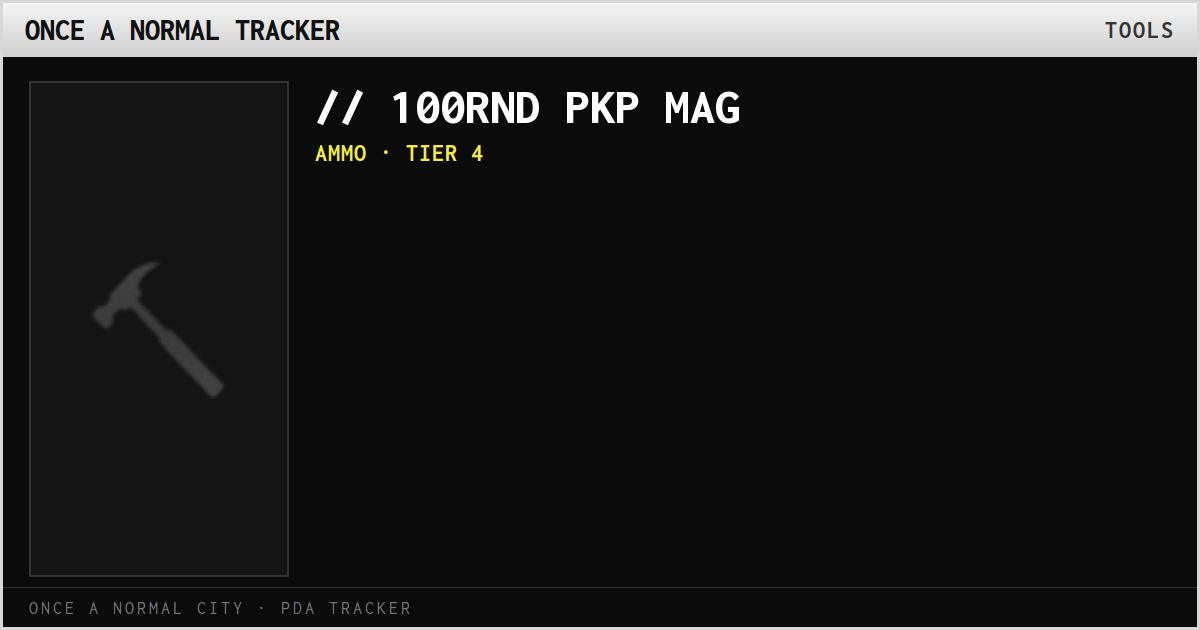 ONCE A NORMAL TRACKER
TOOLS
// 100RND PKP MAG
AMMO · TIER 4
ONCE A NORMAL CITY · PDA TRACKER